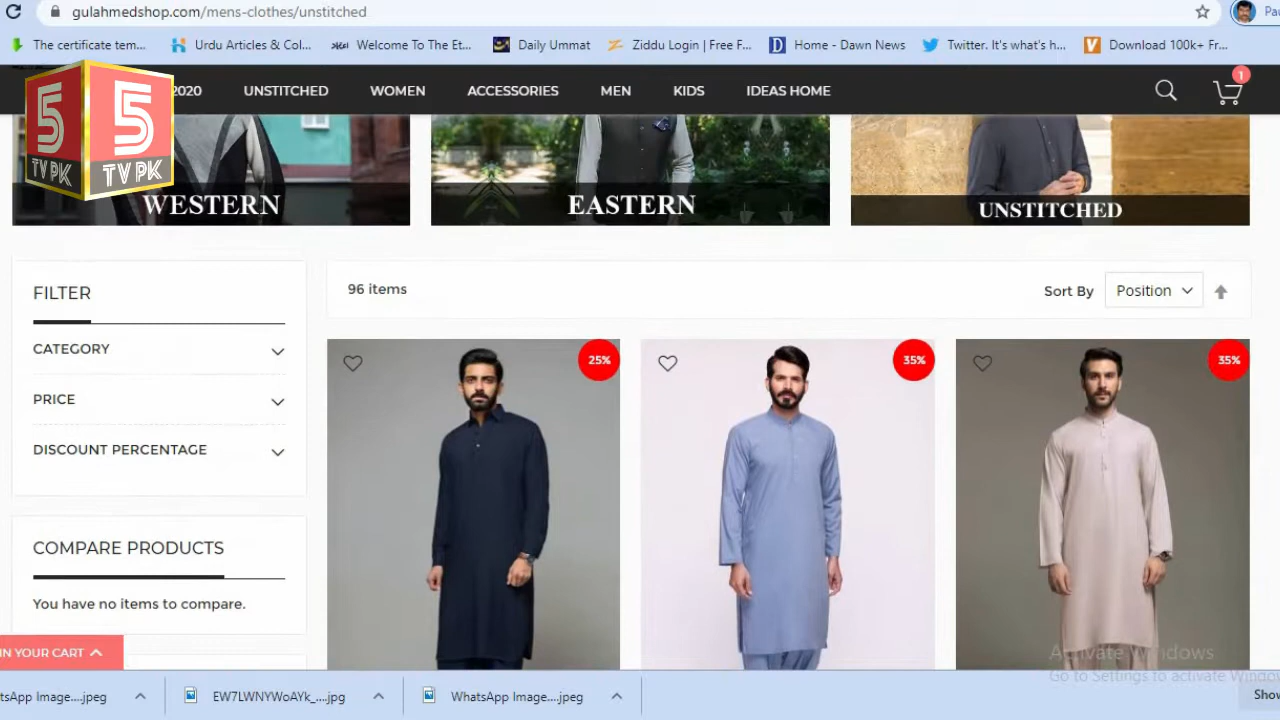 gulahmedshop.com/mens-clothes/unstitched
Pau
The certificate tem...
Urdu Articles & Col...
Welcome To The Et...
Daily Ummat
Ziddu Login | Free F...
Home - Dawn News
Twitter. It's what's h...
Download 100k+ Fr...
5 TV PK
5 TV PK
2020
UNSTITCHED
WOMEN
ACCESSORIES
MEN
KIDS
IDEAS HOME
1
WESTERN
EASTERN
UNSTITCHED
FILTER
CATEGORY
PRICE
DISCOUNT PERCENTAGE
96 items
Sort By
Position
25%
35%
35%
COMPARE PRODUCTS
You have no items to compare.
IN YOUR CART
Activate Windows
Go to Settings to activate Window
tsApp Image....jpeg
EW7LWNYWoAYk_....jpg
WhatsApp Image....jpeg
Show